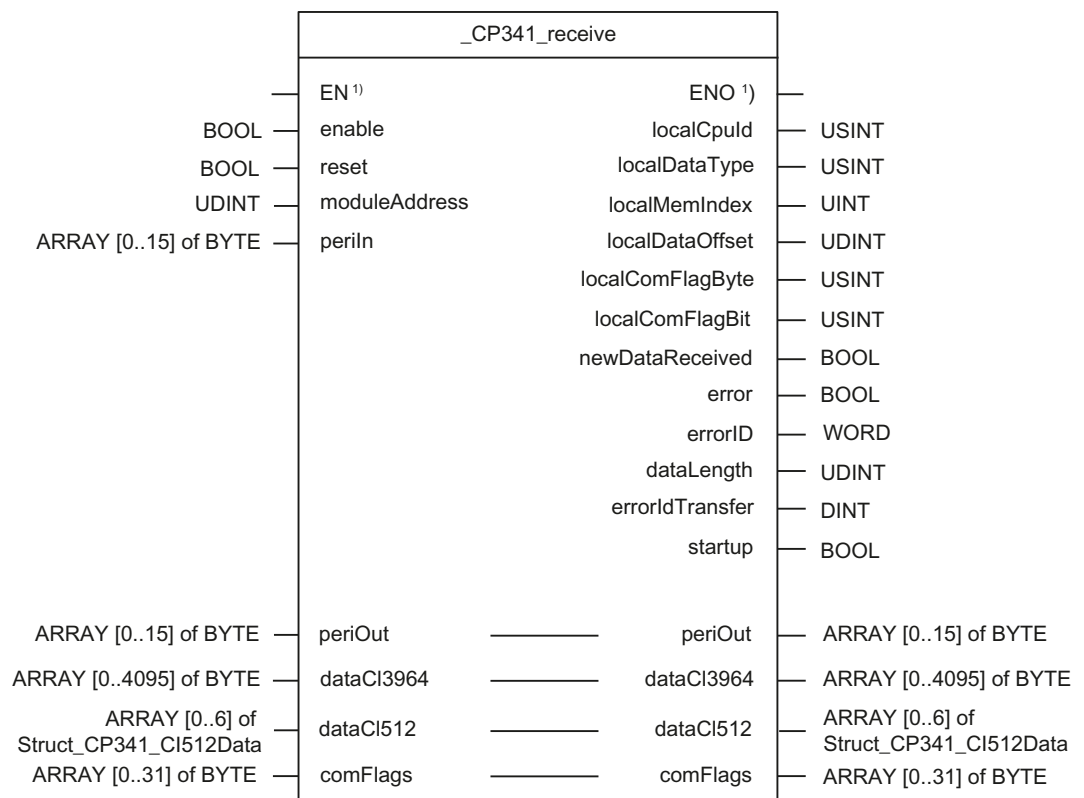 _CP341_receive
EN 1) ENO 1)
BOOL enable localCpuId USINT
BOOL reset localDataType USINT
UDINT moduleAddress localMemIndex UINT
ARRAY [0..15] of BYTE periIn localDataOffset UDINT
localComFlagByte USINT
localComFlagBit USINT
newDataReceived BOOL
error BOOL
errorID WORD
dataLength UDINT
errorIdTransfer DINT
startup BOOL
ARRAY [0..15] of BYTE periOut periOut ARRAY [0..15] of BYTE
ARRAY [0..4095] of BYTE dataCI3964 dataCI3964 ARRAY [0..4095] of BYTE
ARRAY [0..6] of ARRAY [0..6] of
Struct_CP341_CI512Data dataCI512 dataCI512 Struct_CP341_CI512Data
ARRAY [0..31] of BYTE comFlags comFlags ARRAY [0..31] of BYTE